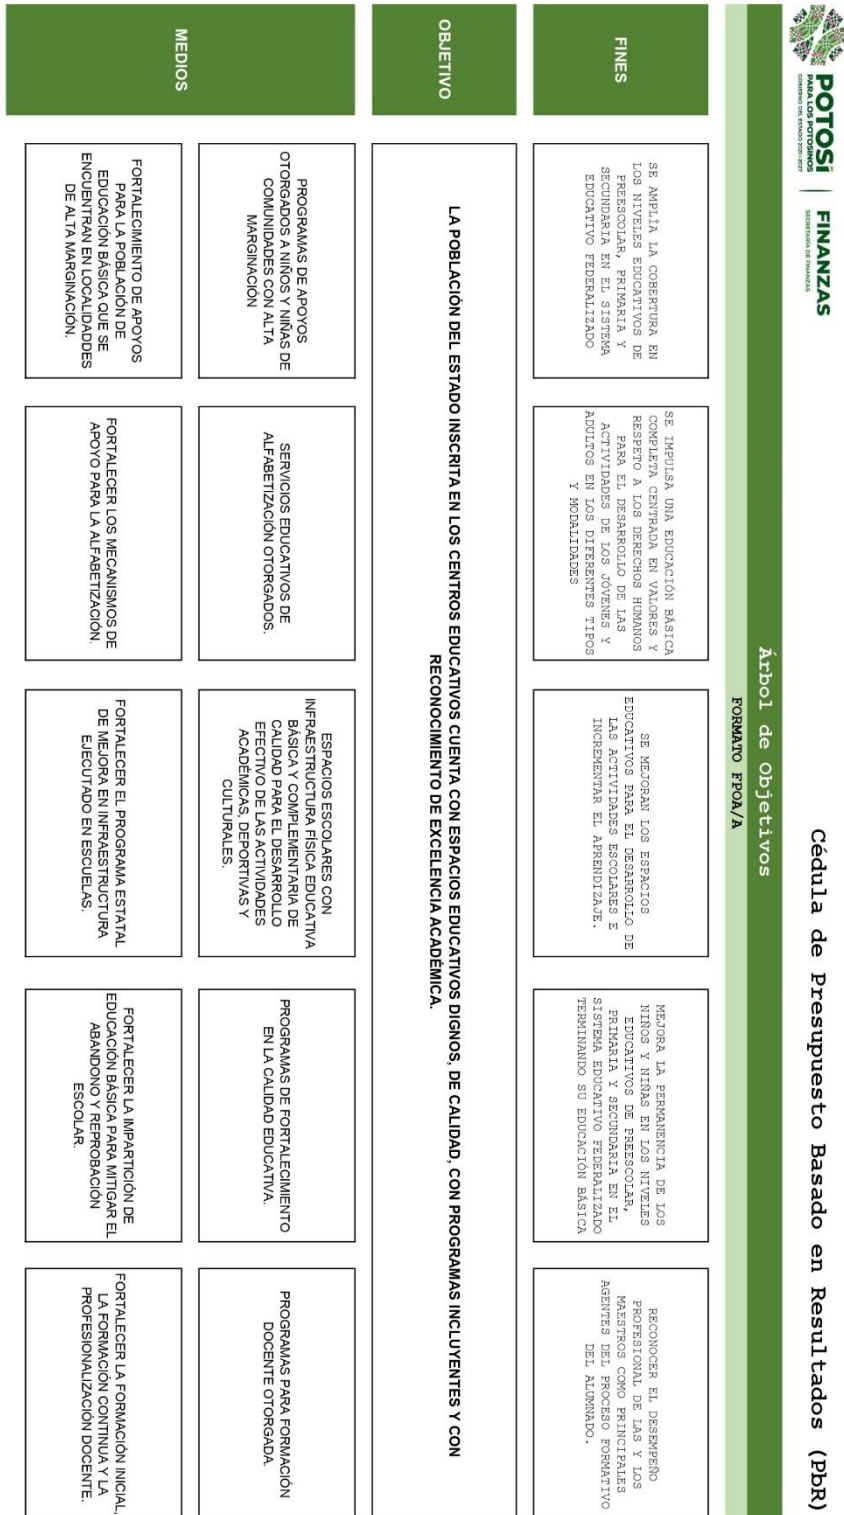 POTOSÍ
PARA LOS POTOSINOS
GOBIERNO DEL ESTADO 2021-2027
FINANZAS
SECRETARÍA DE FINANZAS
Cédula de Presupuesto Basado en Resultados (PbR)
Árbol de Objetivos
FORMATO FPOA/A
FINES
SE AMPLÍA LA COBERTURA EN
LOS NIVELES EDUCATIVOS DE
PREESCOLAR, PRIMARIA Y
SECUNDARIA EN EL SISTEMA
EDUCATIVO FEDERALIZADO
SE IMPULSA UNA EDUCACIÓN BÁSICA
COMPLETA CENTRADA EN VALORES Y
RESPETO A LOS DERECHOS HUMANOS
PARA EL DESARROLLO DE LAS
ACTIVIDADES DE LOS JÓVENES Y
ADULTOS EN LOS DIFERENTES TIPOS
Y MODALIDADES
SE MEJORAN LOS ESPACIOS
EDUCATIVOS PARA EL DESARROLLO DE
LAS ACTIVIDADES ESCOLARES E
INCREMENTAR EL APRENDIZAJE.
MEJORA LA PERMANENCIA DE LOS
NIÑOS Y NIÑAS EN LOS NIVELES
EDUCATIVOS DE PREESCOLAR,
PRIMARIA Y SECUNDARIA EN EL
SISTEMA EDUCATIVO FEDERALIZADO
TERMINANDO SU EDUCACIÓN BÁSICA
RECONOCER EL DESEMPEÑO
PROFESIONAL DE LAS Y LOS
MAESTROS COMO PRINCIPALES
AGENTES DEL PROCESO FORMATIVO
DEL ALUMNADO.
OBJETIVO
LA POBLACIÓN DEL ESTADO INSCRITA EN LOS CENTROS EDUCATIVOS CUENTA CON ESPACIOS EDUCATIVOS DIGNOS, DE CALIDAD, CON PROGRAMAS INCLUYENTES Y CON
RECONOCIMIENTO DE EXCELENCIA ACADÉMICA.
MEDIOS
PROGRAMAS DE APOYOS
OTORGADOS A NIÑOS Y NIÑAS DE
COMUNIDADES CON ALTA
MARGINACIÓN
SERVICIOS EDUCATIVOS DE
ALFABETIZACIÓN OTORGADOS.
ESPACIOS ESCOLARES CON
INFRAESTRUCTURA FÍSICA EDUCATIVA
BÁSICA Y COMPLEMENTARIA DE
CALIDAD PARA EL DESARROLLO
EFECTIVO DE LAS ACTIVIDADES
ACADÉMICAS, DEPORTIVAS Y
CULTURALES.
PROGRAMAS DE FORTALECIMIENTO
EN LA CALIDAD EDUCATIVA.
PROGRAMAS PARA FORMACIÓN
DOCENTE OTORGADA.
FORTALECIMIENTO DE APOYOS
PARA LA POBLACIÓN DE
EDUCACIÓN BÁSICA QUE SE
ENCUENTRAN EN LOCALIDADDES
DE ALTA MARGINACIÓN.
FORTALECER LOS MECANISMOS DE
APOYO PARA LA ALFABETIZACIÓN.
FORTALECER EL PROGRAMA ESTATAL
DE MEJORA EN INFRAESTRUCTURA
EJECUTADO EN ESCUELAS.
FORTALECER LA IMPARTICIÓN DE
EDUCACIÓN BÁSICA PARA MITIGAR EL
ABANDONO Y REPROBACIÓN
ESCOLAR.
FORTALECER LA FORMACIÓN INICIAL,
LA FORMACIÓN CONTINUA Y LA
PROFESIONALIZACIÓN DOCENTE.